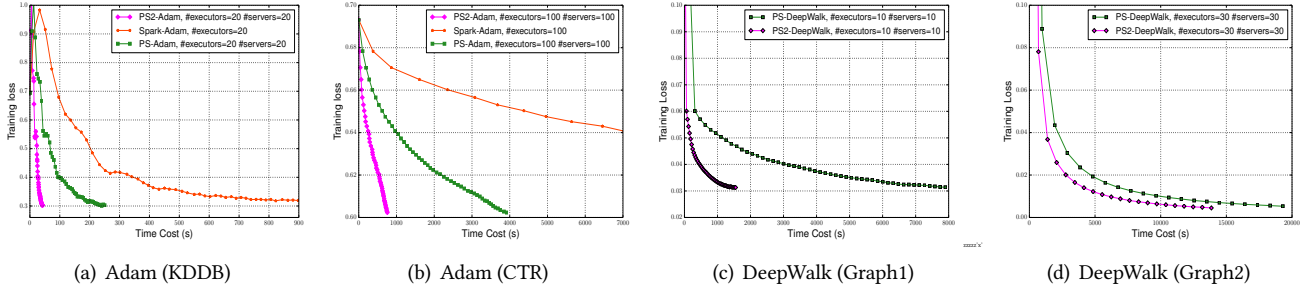 PS2-Adam, #executors=20 #servers=20
Spark-Adam, #executors=20
PS-Adam, #executors=20 #servers=20
Training loss
1.0
0.9
0.8
0.7
0.6
0.5
0.4
0.3
0 100 200 300 400 500 600 700 800 900
Time Cost (s)
(a) Adam (KDDB)
PS2-Adam, #executors=100 #servers=100
Spark-Adam, #executors=100
PS-Adam, #executors=100 #servers=100
Training loss
0.70
0.68
0.66
0.64
0.62
0.60
0 1000 2000 3000 4000 5000 6000 7000
Time Cost (s)
(b) Adam (CTR)
PS-DeepWalk, #executors=10 #servers=10
PS2-DeepWalk, #executors=10 #servers=10
Training Loss
0.10
0.09
0.08
0.07
0.06
0.05
0.04
0.03
0.02
0 1000 2000 3000 4000 5000 6000 7000 8000
Time Cost (s)
(c) DeepWalk (Graph1)
PS-DeepWalk, #executors=30 #servers=30
PS2-DeepWalk, #executors=30 #servers=30
Training Loss
0.10
0.08
0.06
0.04
0.02
0.00
0 5000 10000 15000 20000
Time Cost (s)
(d) DeepWalk (Graph2)